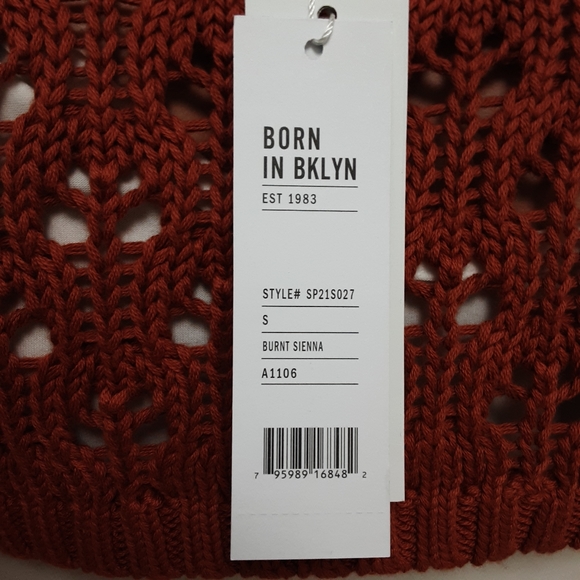 BORN
IN BKLYN
EST 1983
STYLE# SP21S027
S
BURNT SIENNA
A1106
7 95989 16848 2